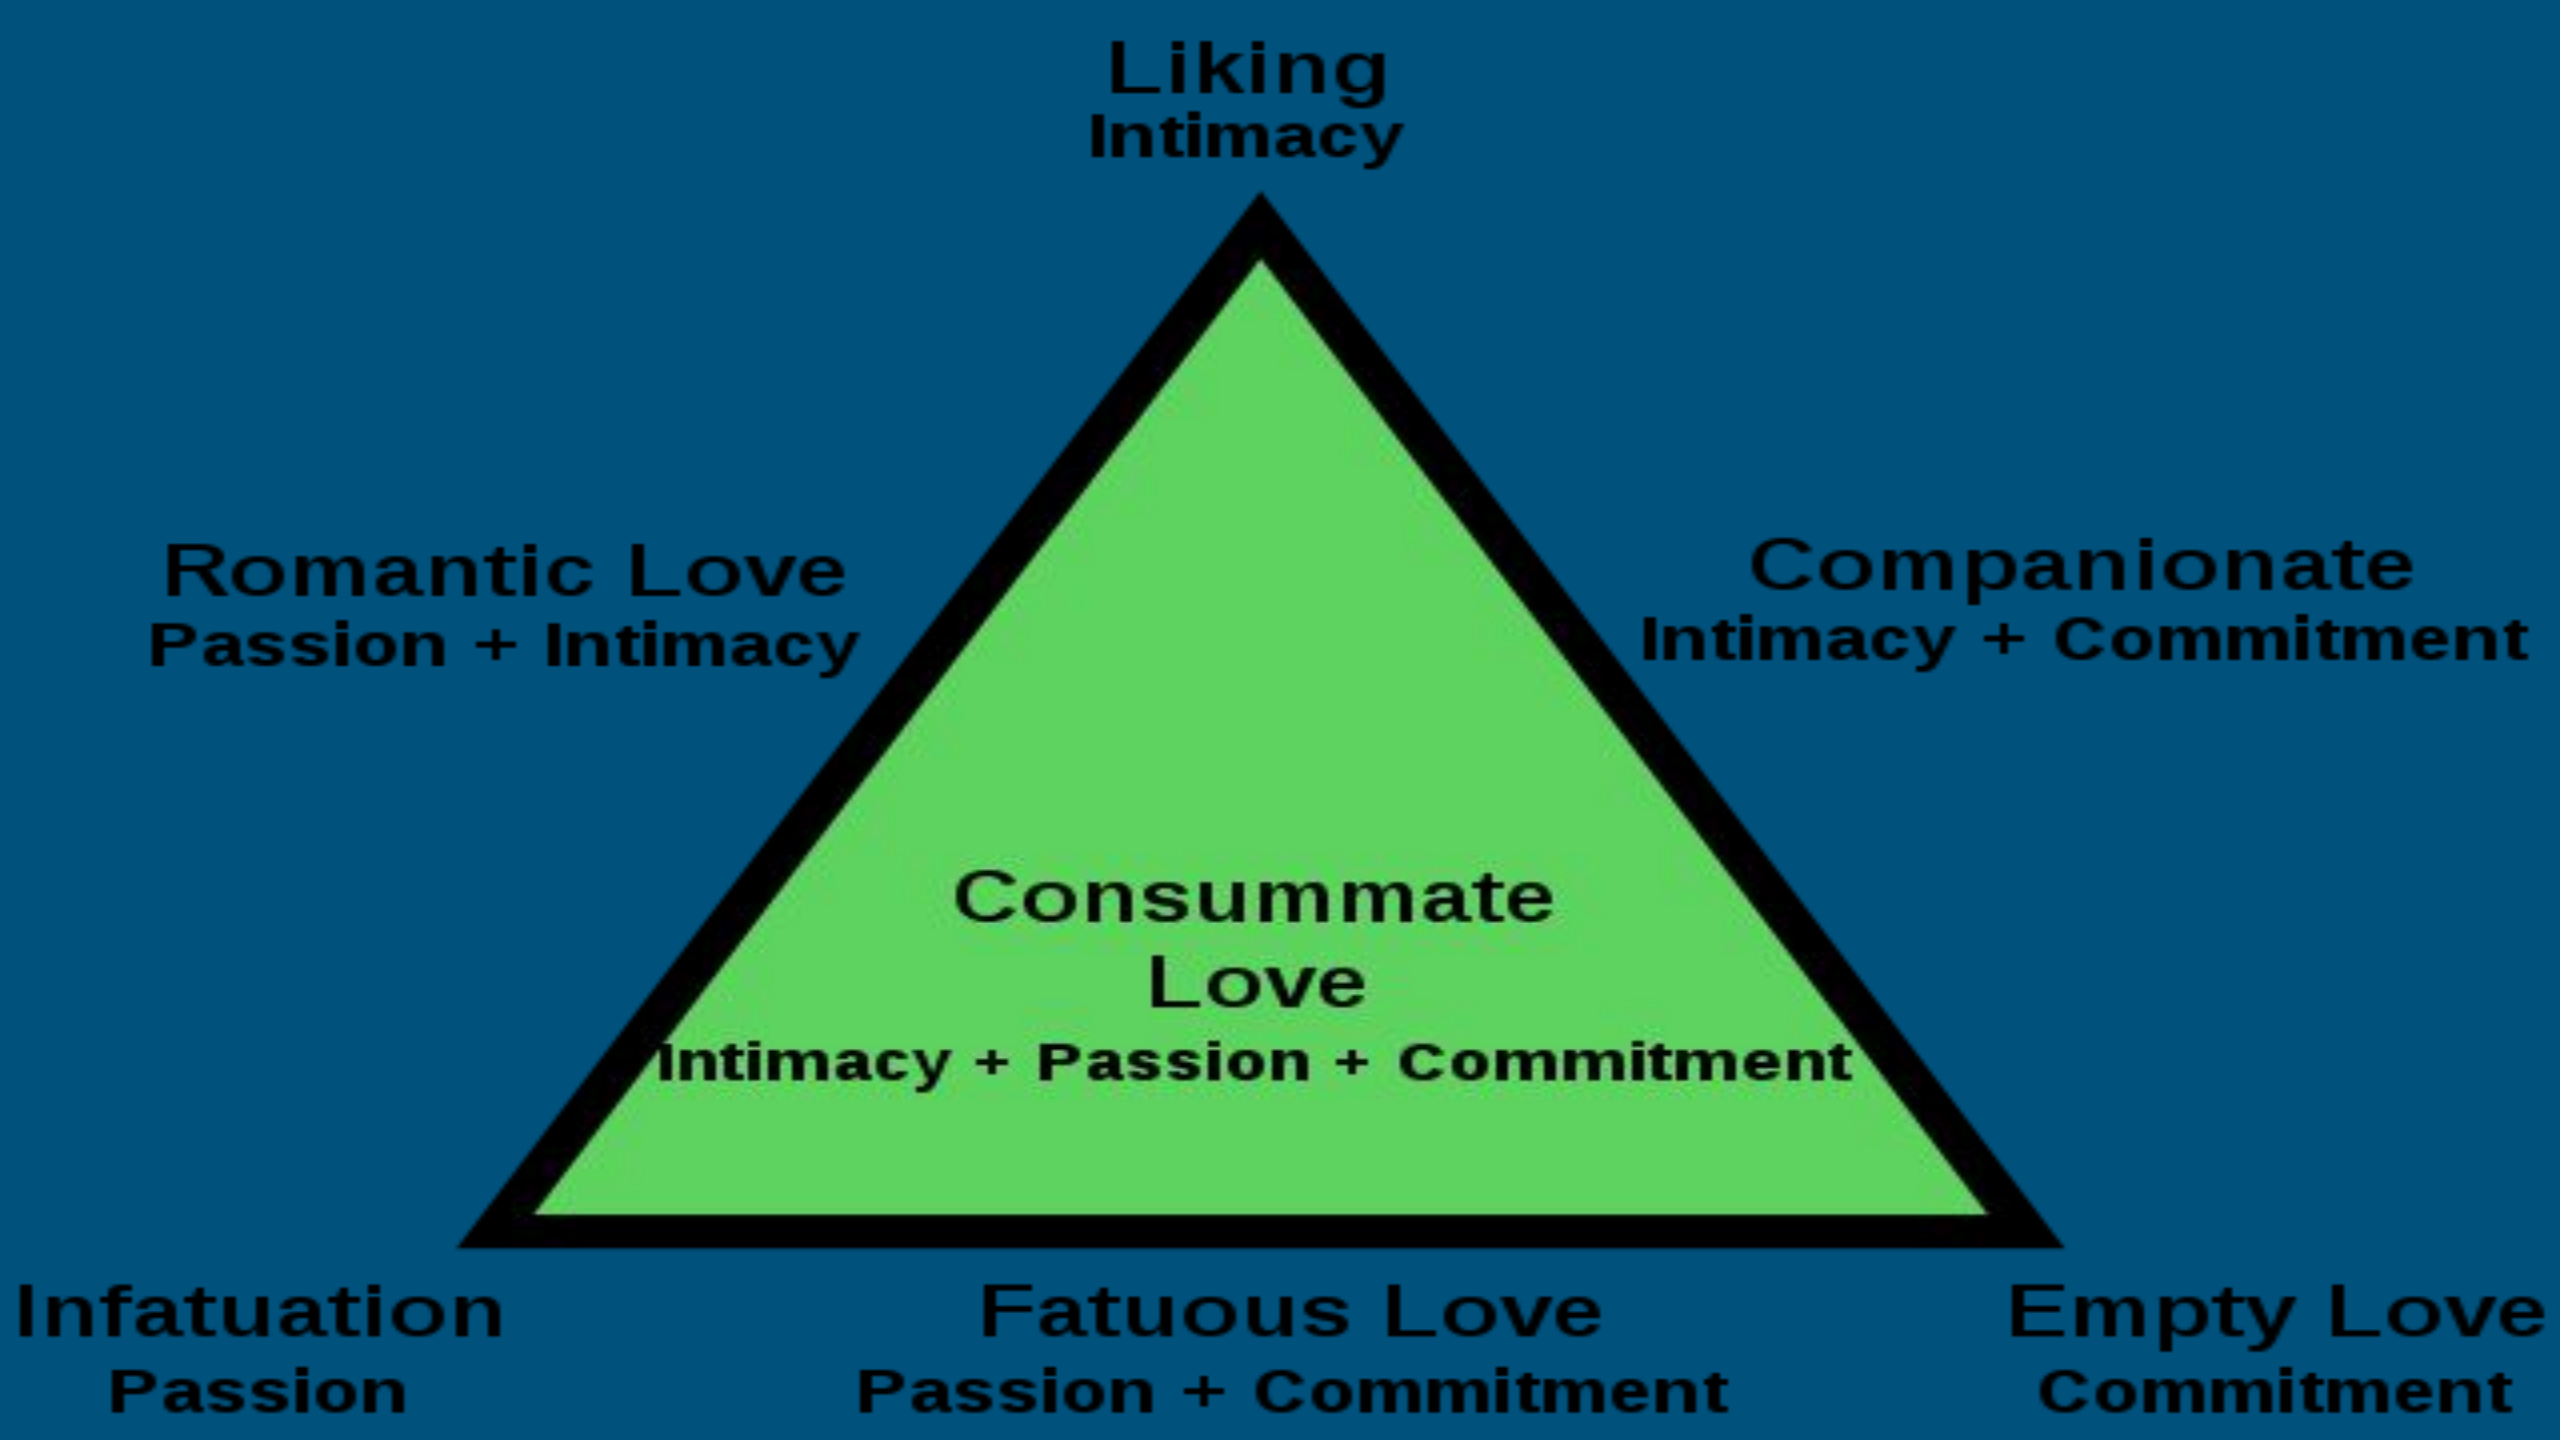 Liking
Intimacy
Romantic Love
Passion + Intimacy
Companionate
Intimacy + Commitment
Consummate
Love
Intimacy + Passion + Commitment
Infatuation
Passion
Fatuous Love
Passion + Commitment
Empty Love
Commitment